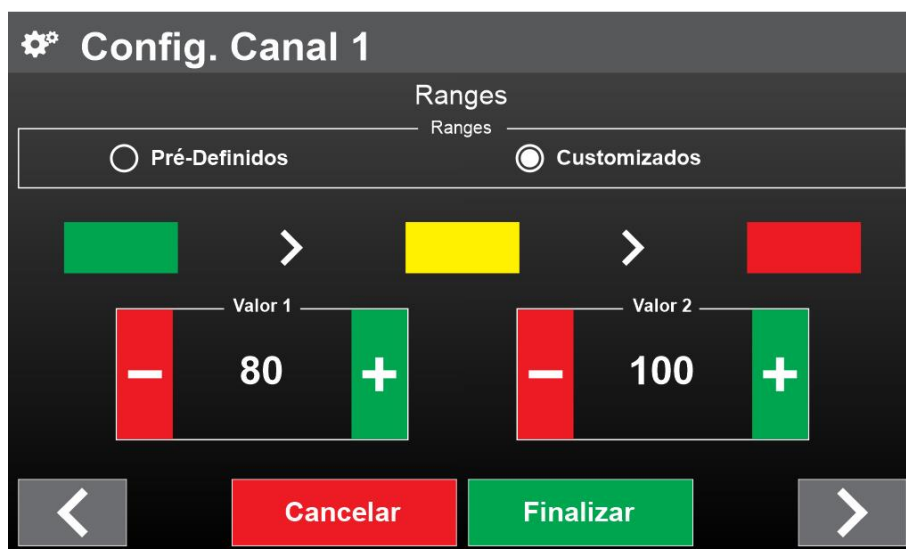 Config. Canal 1
Ranges
Ranges
Pré-Definidos Customizados
Valor 1 Valor 2
− 80 + − 100 +
Cancelar Finalizar